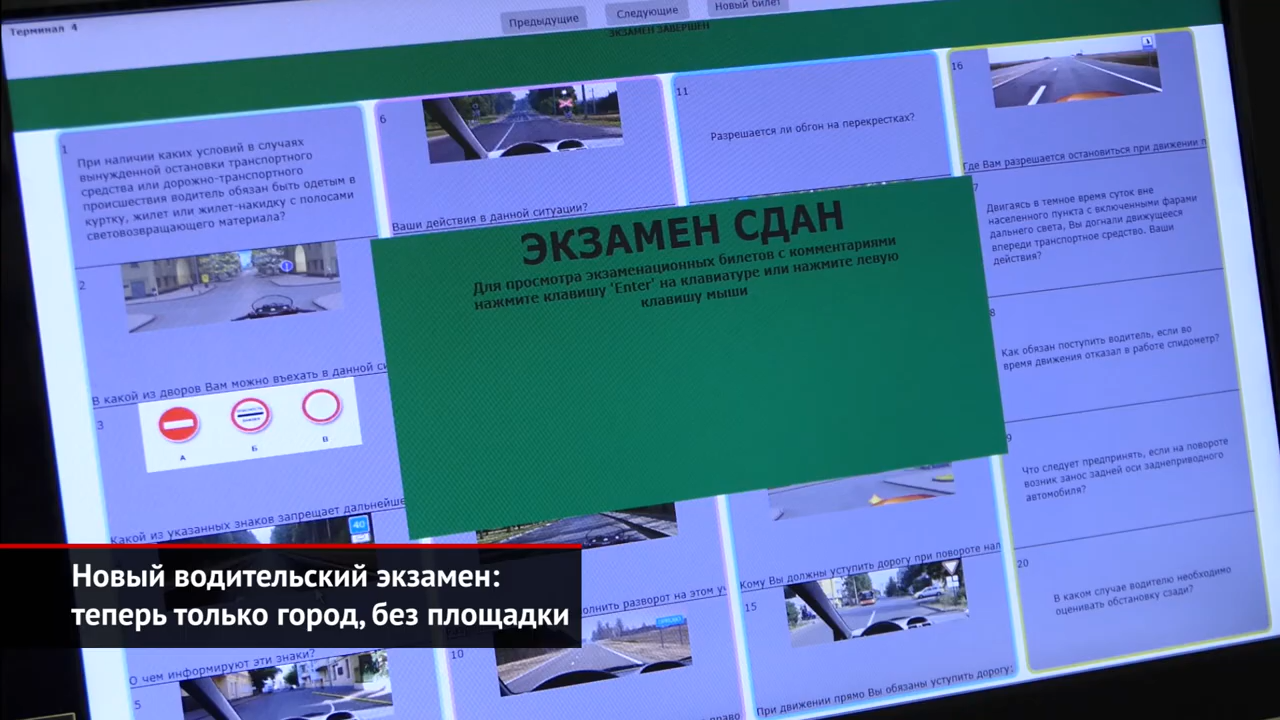 Терминал 4
Предыдущие
Следующие
Новый билет
ЭКЗАМЕН ЗАВЕРШЕН
1
При наличии каких условий в случаях
вынужденной остановки транспортного
средства или дорожно-транспортного
происшествия водитель обязан быть одетым в
куртку, жилет или жилет-накидку с полосами
световозвращающего материала?
2
В какой из дворов Вам можно въехать в данной
3
А
Б
В
Какой из указанных знаков запрещает
40
О чем информируют эти знаки?
5
6
Ваши действия в данной ситуации?
разворот на этом
10
11
Разрешается ли обгон на перекрестках?
Кому Вы должны уступить дорогу при повороте
15
При движении прямо Вы обязаны уступить дорогу:
16
Где Вам разрешается остановиться при движении
7
Двигаясь в темное время суток вне
населенного пункта с включенными фарами
дальнего света, Вы догнали движущееся
впереди транспортное средство. Ваши
действия?
8
Как обязан поступить водитель, если во
время движения отказал в работе спидометр?
9
Что следует предпринять, если на повороте
возник занос задней оси заднеприводного
автомобиля?
20
В каком случае водителю необходимо
оценивать обстановку сзади?
ЭКЗАМЕН СДАН
Для просмотра экзаменационных билетов с комментариями
нажмите клавишу 'Enter' на клавиатуре или нажмите левую
клавишу мыши
Новый водительский экзамен:
теперь только город, без площадки